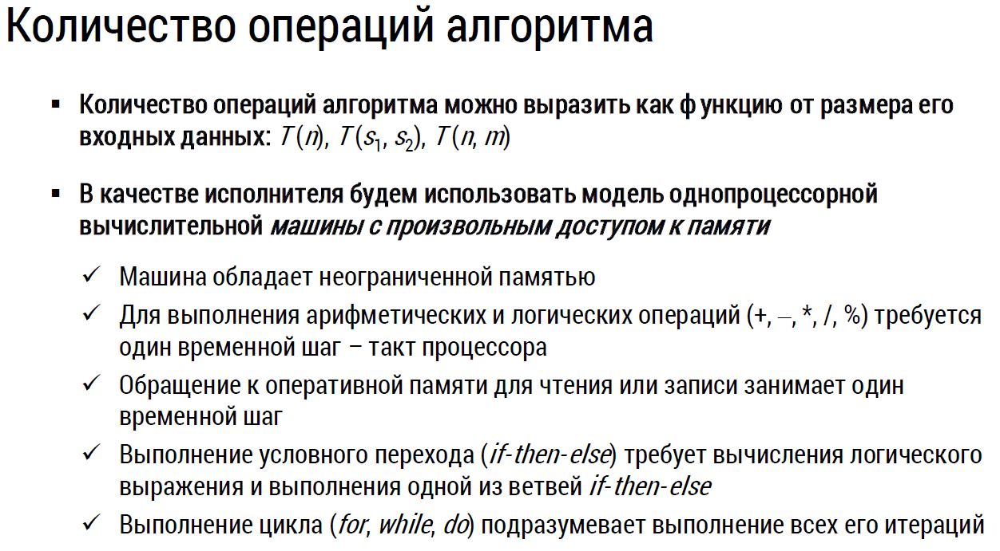 Количество операций алгоритма
▪ Количество операций алгоритма можно выразить как ф ункцию от размера его
входных данных: T (n), T (s₁, s₂), T (n, m)
▪ В качестве исполнителя будем использовать модель однопроцессорной
вычислительной машины с произвольным доступом к памяти
✓ Машина обладает неограниченной памятью
✓ Для выполнения арифметических и логических операций (+, –, *, /, %) требуется
один временной шаг – такт процессора
✓ Обращение к оперативной памяти для чтения или записи занимает один
временной шаг
✓ Выполнение условного перехода (if-then-else) требует вычисления логического
выражения и выполнения одной из ветвей if-then-else
✓ Выполнение цикла (for, while, do) подразумевает выполнение всех его итераций